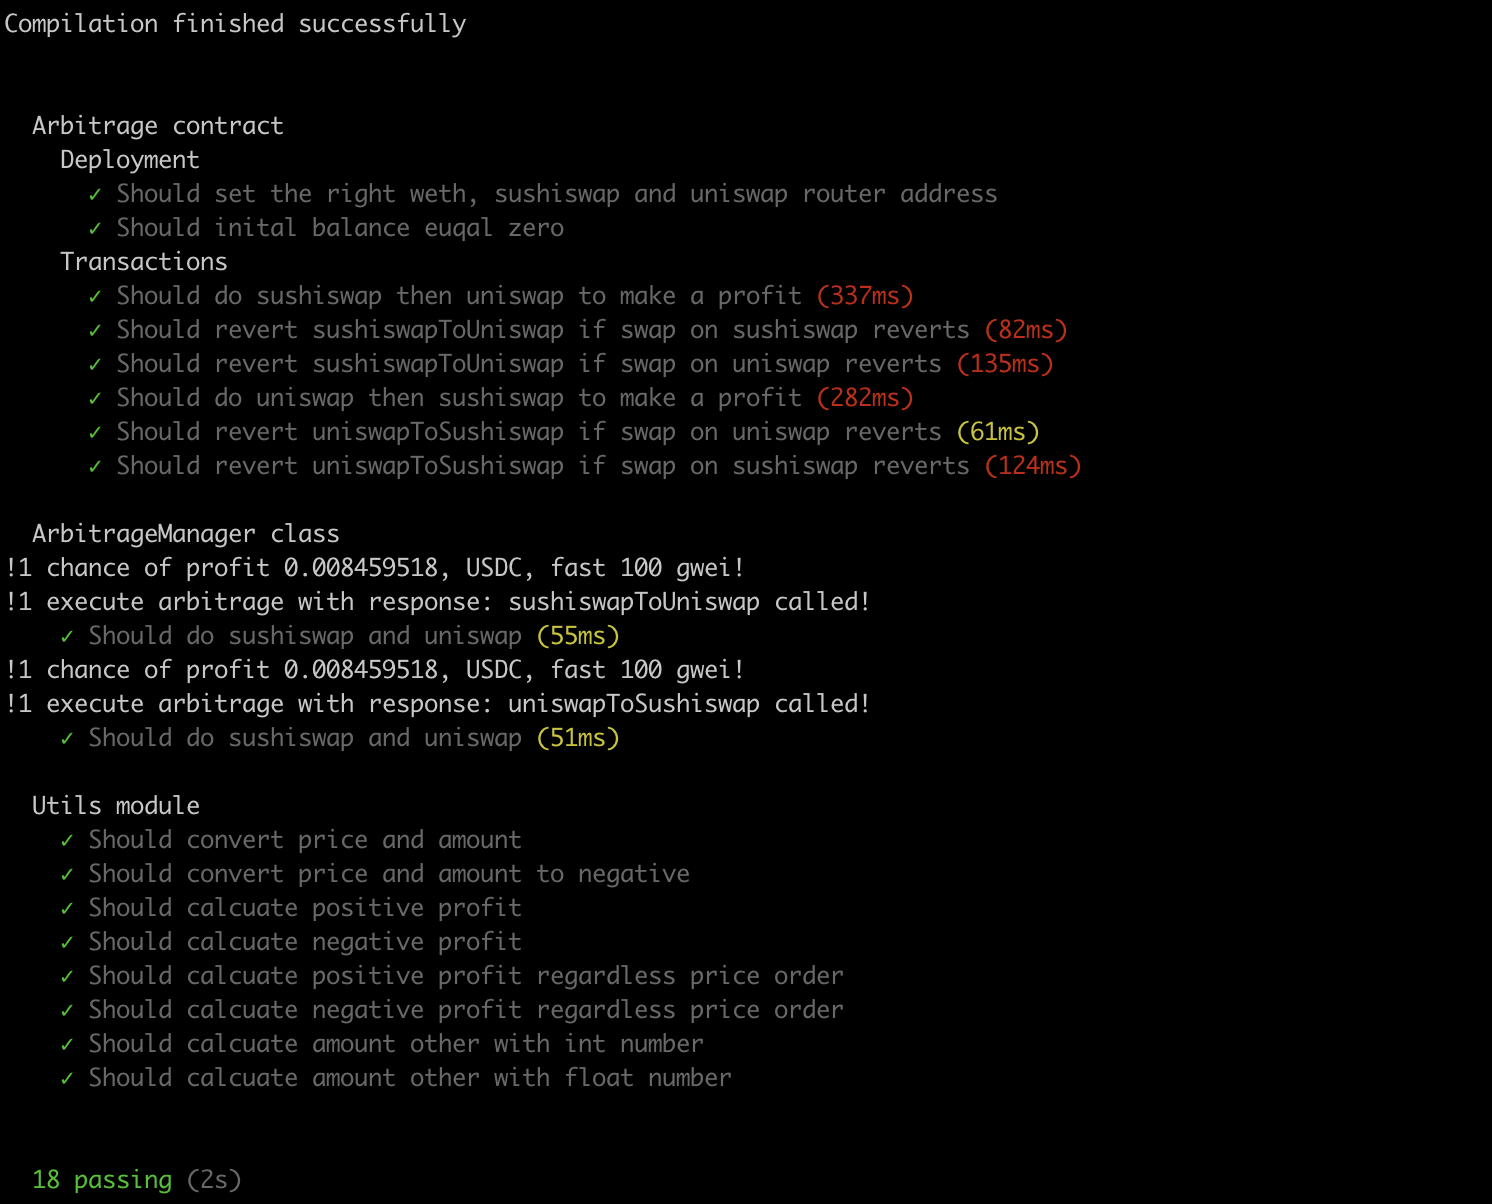 Compilation finished successfully
Arbitrage contract
Deployment
✓ Should set the right weth, sushiswap and uniswap router address
✓ Should inital balance euqal zero
Transactions
✓ Should do sushiswap then uniswap to make a profit (337ms)
✓ Should revert sushiswapToUniswap if swap on sushiswap reverts (82ms)
✓ Should revert sushiswapToUniswap if swap on uniswap reverts (135ms)
✓ Should do uniswap then sushiswap to make a profit (282ms)
✓ Should revert uniswapToSushiswap if swap on uniswap reverts (61ms)
✓ Should revert uniswapToSushiswap if swap on sushiswap reverts (124ms)
ArbitrageManager class
!1 chance of profit 0.008459518, USDC, fast 100 gwei!
!1 execute arbitrage with response: sushiswapToUniswap called!
✓ Should do sushiswap and uniswap (55ms)
!1 chance of profit 0.008459518, USDC, fast 100 gwei!
!1 execute arbitrage with response: uniswapToSushiswap called!
✓ Should do sushiswap and uniswap (51ms)
Utils module
✓ Should convert price and amount
✓ Should convert price and amount to negative
✓ Should calcuate positive profit
✓ Should calcuate negative profit
✓ Should calcuate positive profit regardless price order
✓ Should calcuate negative profit regardless price order
✓ Should calcuate amount other with int number
✓ Should calcuate amount other with float number
18 passing (2s)